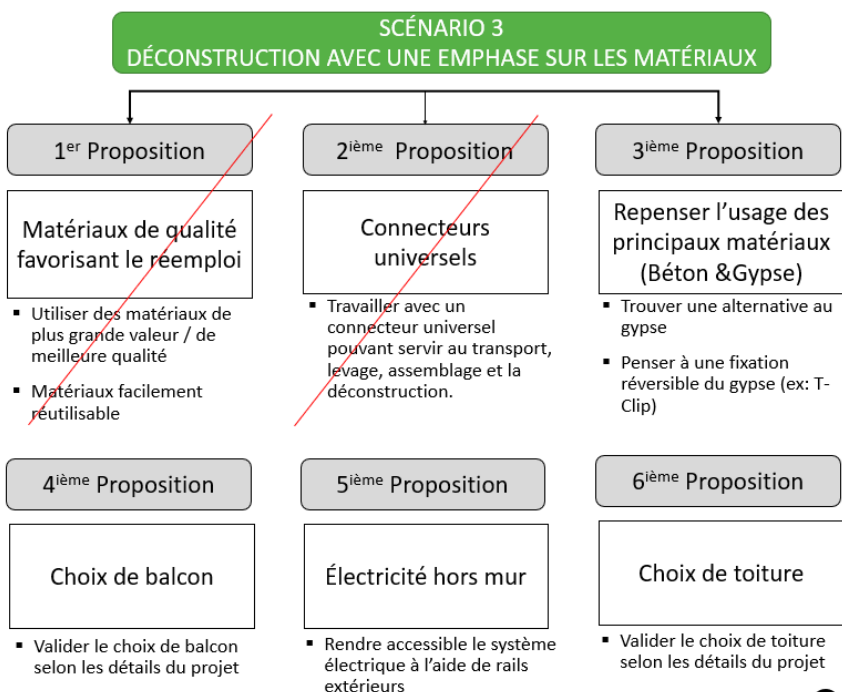 SCÉNARIO 3
DÉCONSTRUCTION AVEC UNE EMPHASE SUR LES MATÉRIAUX
1er Proposition
Matériaux de qualité
favorisant le réemploi
▪ Utiliser des matériaux de
plus grande valeur / de
meilleure qualité
▪ Matériaux facilement
réutilisable
2ième Proposition
Connecteurs
universels
▪ Travailler avec un
connecteur universel
pouvant servir au transport,
levage, assemblage et la
déconstruction.
3ième Proposition
Repenser l’usage des
principaux matériaux
(Béton &Gypse)
▪ Trouver une alternative au
gypse
▪ Penser à une fixation
réversible du gypse (ex: T-
Clip)
4ième Proposition
Choix de balcon
▪ Valider le choix de balcon
selon les détails du projet
5ième Proposition
Électricité hors mur
▪ Rendre accessible le système
électrique à l’aide de rails
extérieurs
6ième Proposition
Choix de toiture
▪ Valider le choix de toiture
selon les détails du projet